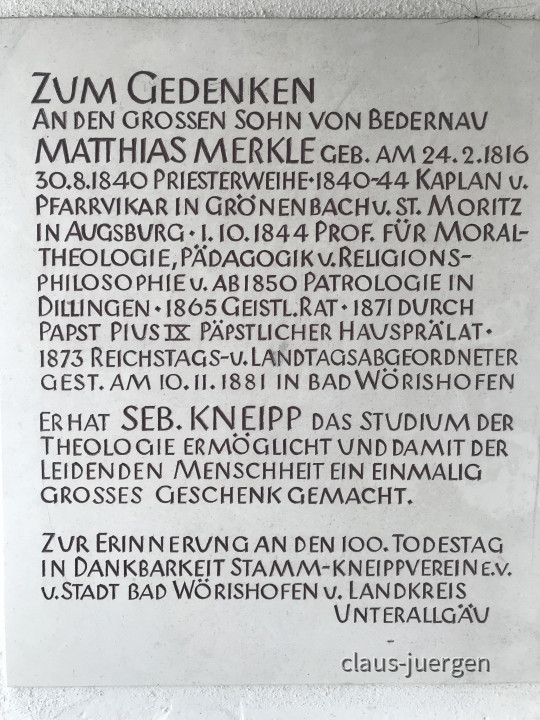 ZUM GEDENKEN
AN DEN GROSSEN SOHN VON BEDERNAU
MATTHIAS MERKLE GEB. AM 24.2.1816
30.8.1840 PRIESTERWEIHE·1840-44 KAPLAN U.
PFARRVIKAR IN GRÖNENBACH U. ST. MORITZ
IN AUGSBURG · 1.10.1844 PROF. FÜR MORAL-
THEOLOGIE, PÄDAGOGIK U. RELIGIONS-
PHILOSOPHIE U. AB 1850 PATROLOGIE IN
DILLINGEN · 1865 GEISTL. RAT · 1871 DURCH
PAPST PIUS IX PÄPSTLICHER HAUSPRÄLAT ·
1873 REICHSTAGS-U. LANDTAGSABGEORDNETER
GEST. AM 10.11.1881 IN BAD WÖRISHOFEN
ER HAT SEB. KNEIPP DAS STUDIUM DER
THEOLOGIE ERMÖGLICHT UND DAMIT DER
LEIDENDEN MENSCHHEIT EIN EINMALIG
GROSSES GESCHENK GEMACHT.
ZUR ERINNERUNG AN DEN 100. TODESTAG
IN DANKBARKEIT STAMM-KNEIPPVEREIN E.V.
U. STADT BAD WÖRISHOFEN U. LANDKREIS
UNTERALLGÄU
claus-juergen